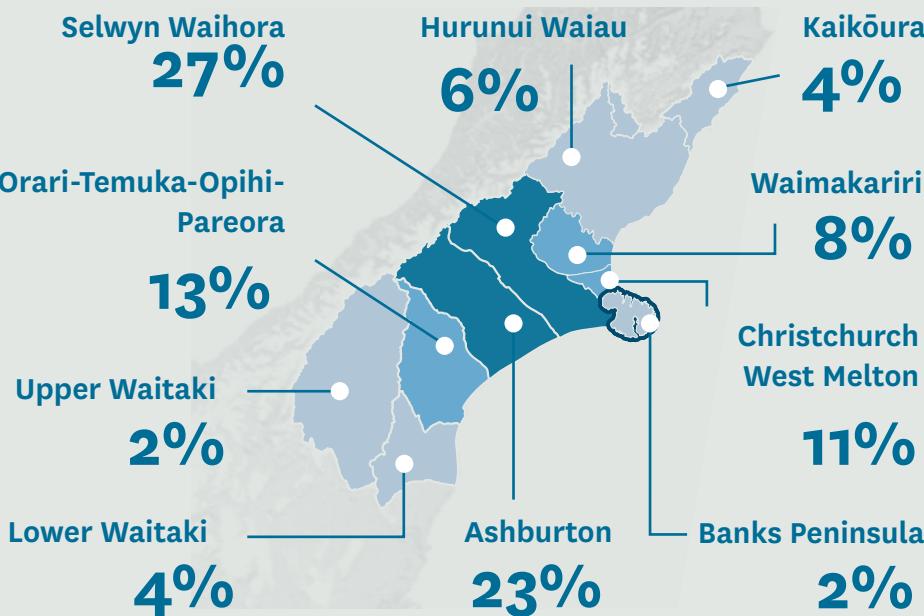 Selwyn Waihora
27%
Hurunui Waiau
6%
Kaikōura
4%
Orari-Temuka-Opihi-
Pareora
13%
Waimakariri
8%
Christchurch
West Melton
11%
Upper Waitaki
2%
Lower Waitaki
4%
Ashburton
23%
Banks Peninsula
2%